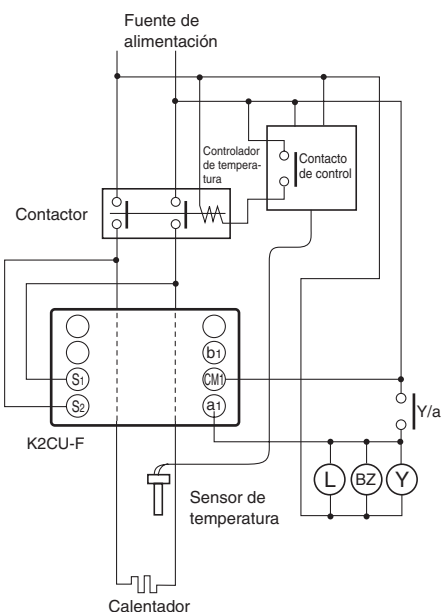 Fuente de
alimentación
Controlador
de tempera-
tura
Contacto
de control
Contactor
b1
S1
CM1
S2
a1
Y/a
K2CU-F
L
BZ
Y
Sensor de
temperatura
Calentador